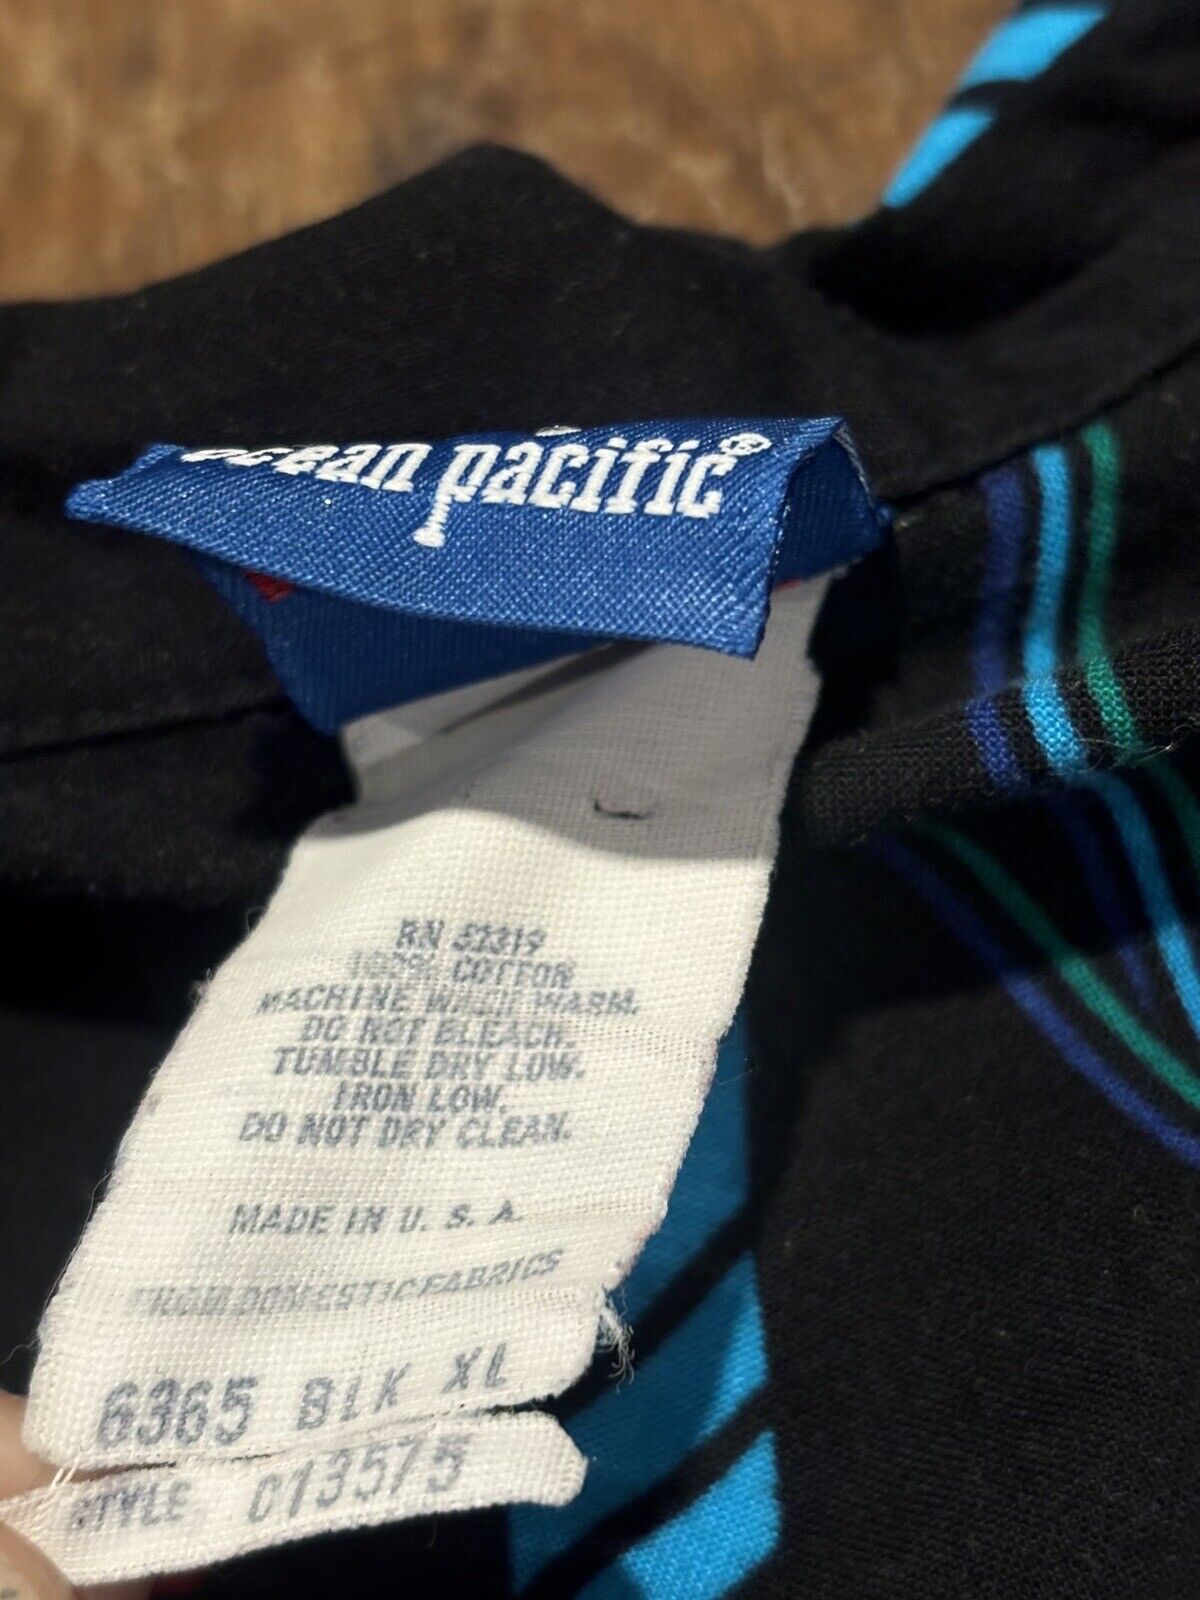 ocean pacific®
RN 52319
100% COTTON
MACHINE WASH WARM.
DO NOT BLEACH.
TUMBLE DRY LOW.
IRON LOW.
DO NOT DRY CLEAN.
MADE IN U. S. A.
FROM DOMESTIC FABRICS
6365 BLK XL
STYLE 013575